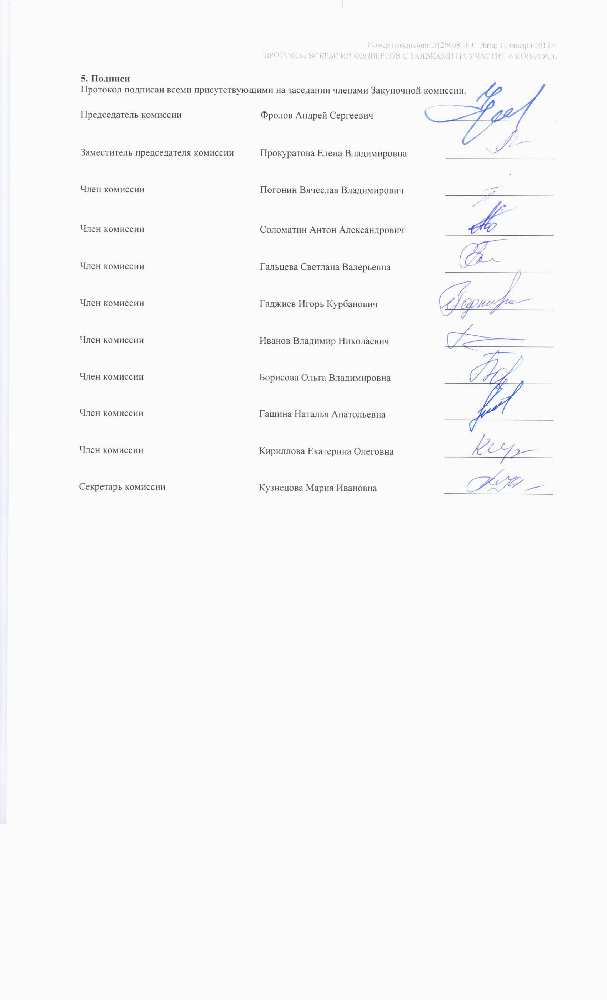 Номер извещения: 31200081400 Дата: 14 января 2013 г.
ПРОТОКОЛ ВСКРЫТИЯ КОНВЕРТОВ С ЗАЯВКАМИ НА УЧАСТИЕ В КОНКУРСЕ
5. Подписи
Протокол подписан всеми присутствующими на заседании членами Закупочной комиссии.
Председатель комиссии Фролов Андрей Сергеевич
Заместитель председателя комиссии Прокуратова Елена Владимировна
Член комиссии Погонин Вячеслав Владимирович
Член комиссии Соломатин Антон Александрович
Член комиссии Гальцева Светлана Валерьевна
Член комиссии Гаджиев Игорь Курбанович
Член комиссии Иванов Владимир Николаевич
Член комиссии Борисова Ольга Владимировна
Член комиссии Гашина Наталья Анатольевна
Член комиссии Кириллова Екатерина Олеговна
Секретарь комиссии Кузнецова Мария Ивановна